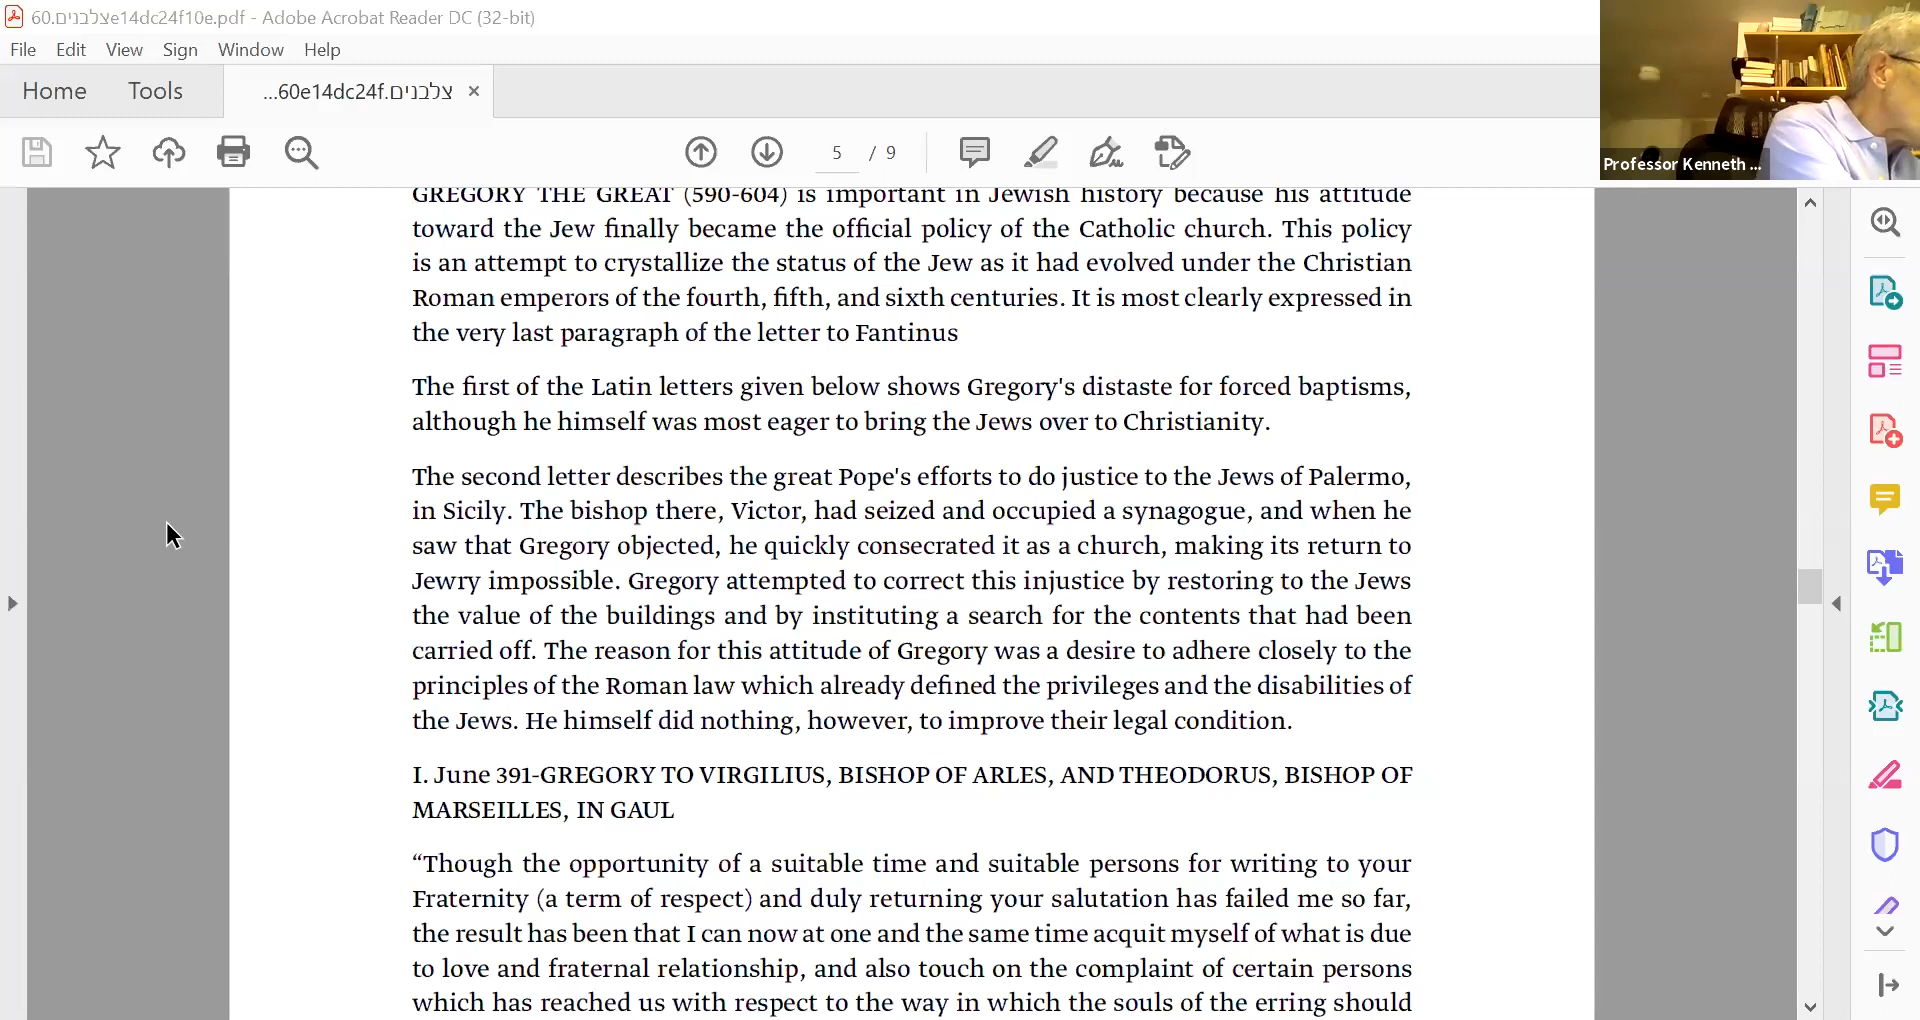 60.צלבניםe14dc24f10e.pdf - Adobe Acrobat Reader DC (32-bit)
File Edit View Sign Window Help
Home Tools ...60e14dc24f.צלבנים ×
5 / 9
Professor Kenneth ...
GREGORY THE GREAT (590-604) is important in Jewish history because his attitude
toward the Jew finally became the official policy of the Catholic church. This policy
is an attempt to crystallize the status of the Jew as it had evolved under the Christian
Roman emperors of the fourth, fifth, and sixth centuries. It is most clearly expressed in
the very last paragraph of the letter to Fantinus
The first of the Latin letters given below shows Gregory's distaste for forced baptisms,
although he himself was most eager to bring the Jews over to Christianity.
The second letter describes the great Pope's efforts to do justice to the Jews of Palermo,
in Sicily. The bishop there, Victor, had seized and occupied a synagogue, and when he
saw that Gregory objected, he quickly consecrated it as a church, making its return to
Jewry impossible. Gregory attempted to correct this injustice by restoring to the Jews
the value of the buildings and by instituting a search for the contents that had been
carried off. The reason for this attitude of Gregory was a desire to adhere closely to the
principles of the Roman law which already defined the privileges and the disabilities of
the Jews. He himself did nothing, however, to improve their legal condition.
I. June 391-GREGORY TO VIRGILIUS, BISHOP OF ARLES, AND THEODORUS, BISHOP OF
MARSEILLES, IN GAUL
“Though the opportunity of a suitable time and suitable persons for writing to your
Fraternity (a term of respect) and duly returning your salutation has failed me so far,
the result has been that I can now at one and the same time acquit myself of what is due
to love and fraternal relationship, and also touch on the complaint of certain persons
which has reached us with respect to the way in which the souls of the erring should